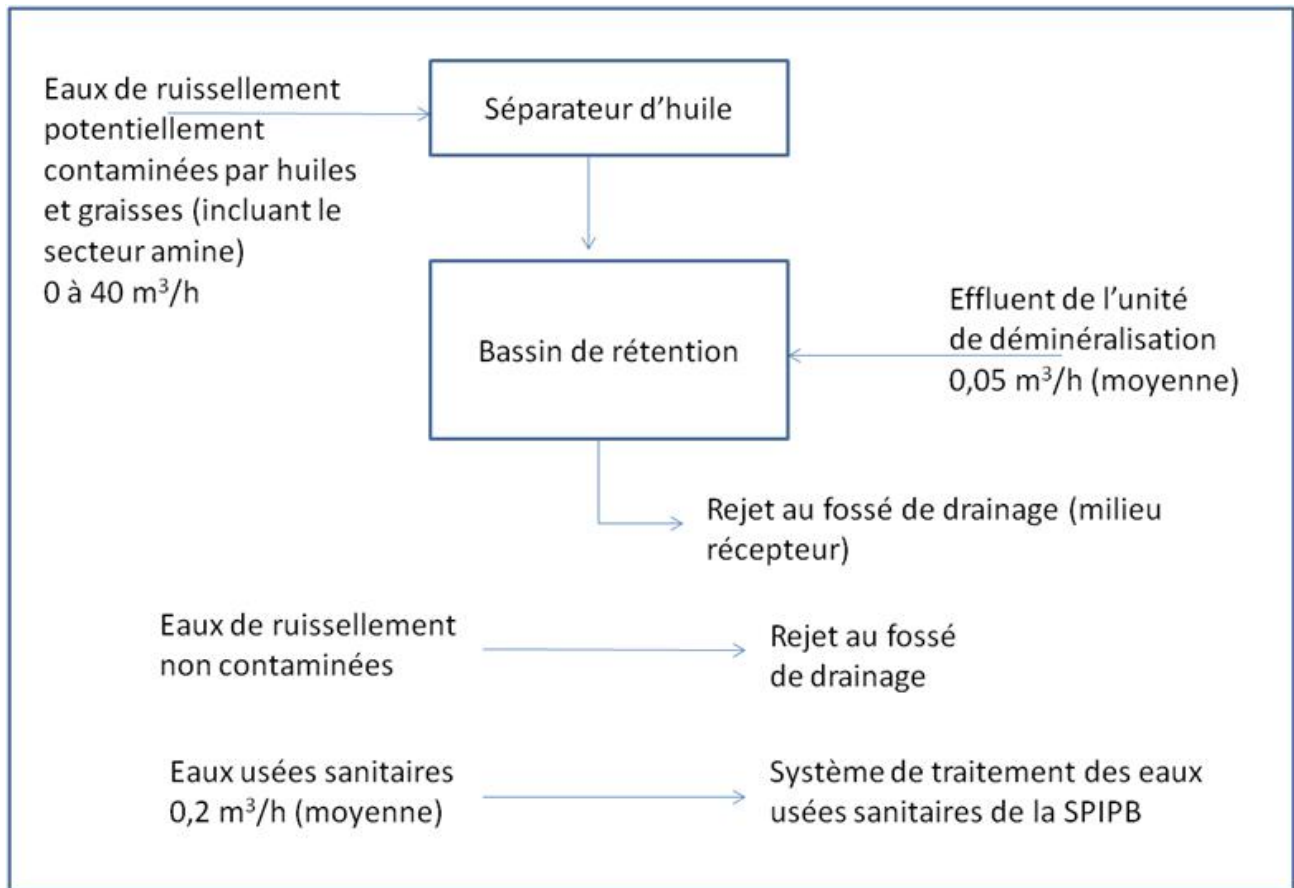 Eaux de ruissellement
potentiellement
contaminées par huiles
et graisses (incluant le
secteur amine)
0 à 40 m³/h
Séparateur d’huile
Bassin de rétention
Effluent de l’unité
de déminéralisation
0,05 m³/h (moyenne)
Rejet au fossé de drainage (milieu
récepteur)
Eaux de ruissellement
non contaminées
Rejet au fossé
de drainage
Eaux usées sanitaires
0,2 m³/h (moyenne)
Système de traitement des eaux
usées sanitaires de la SPIPB